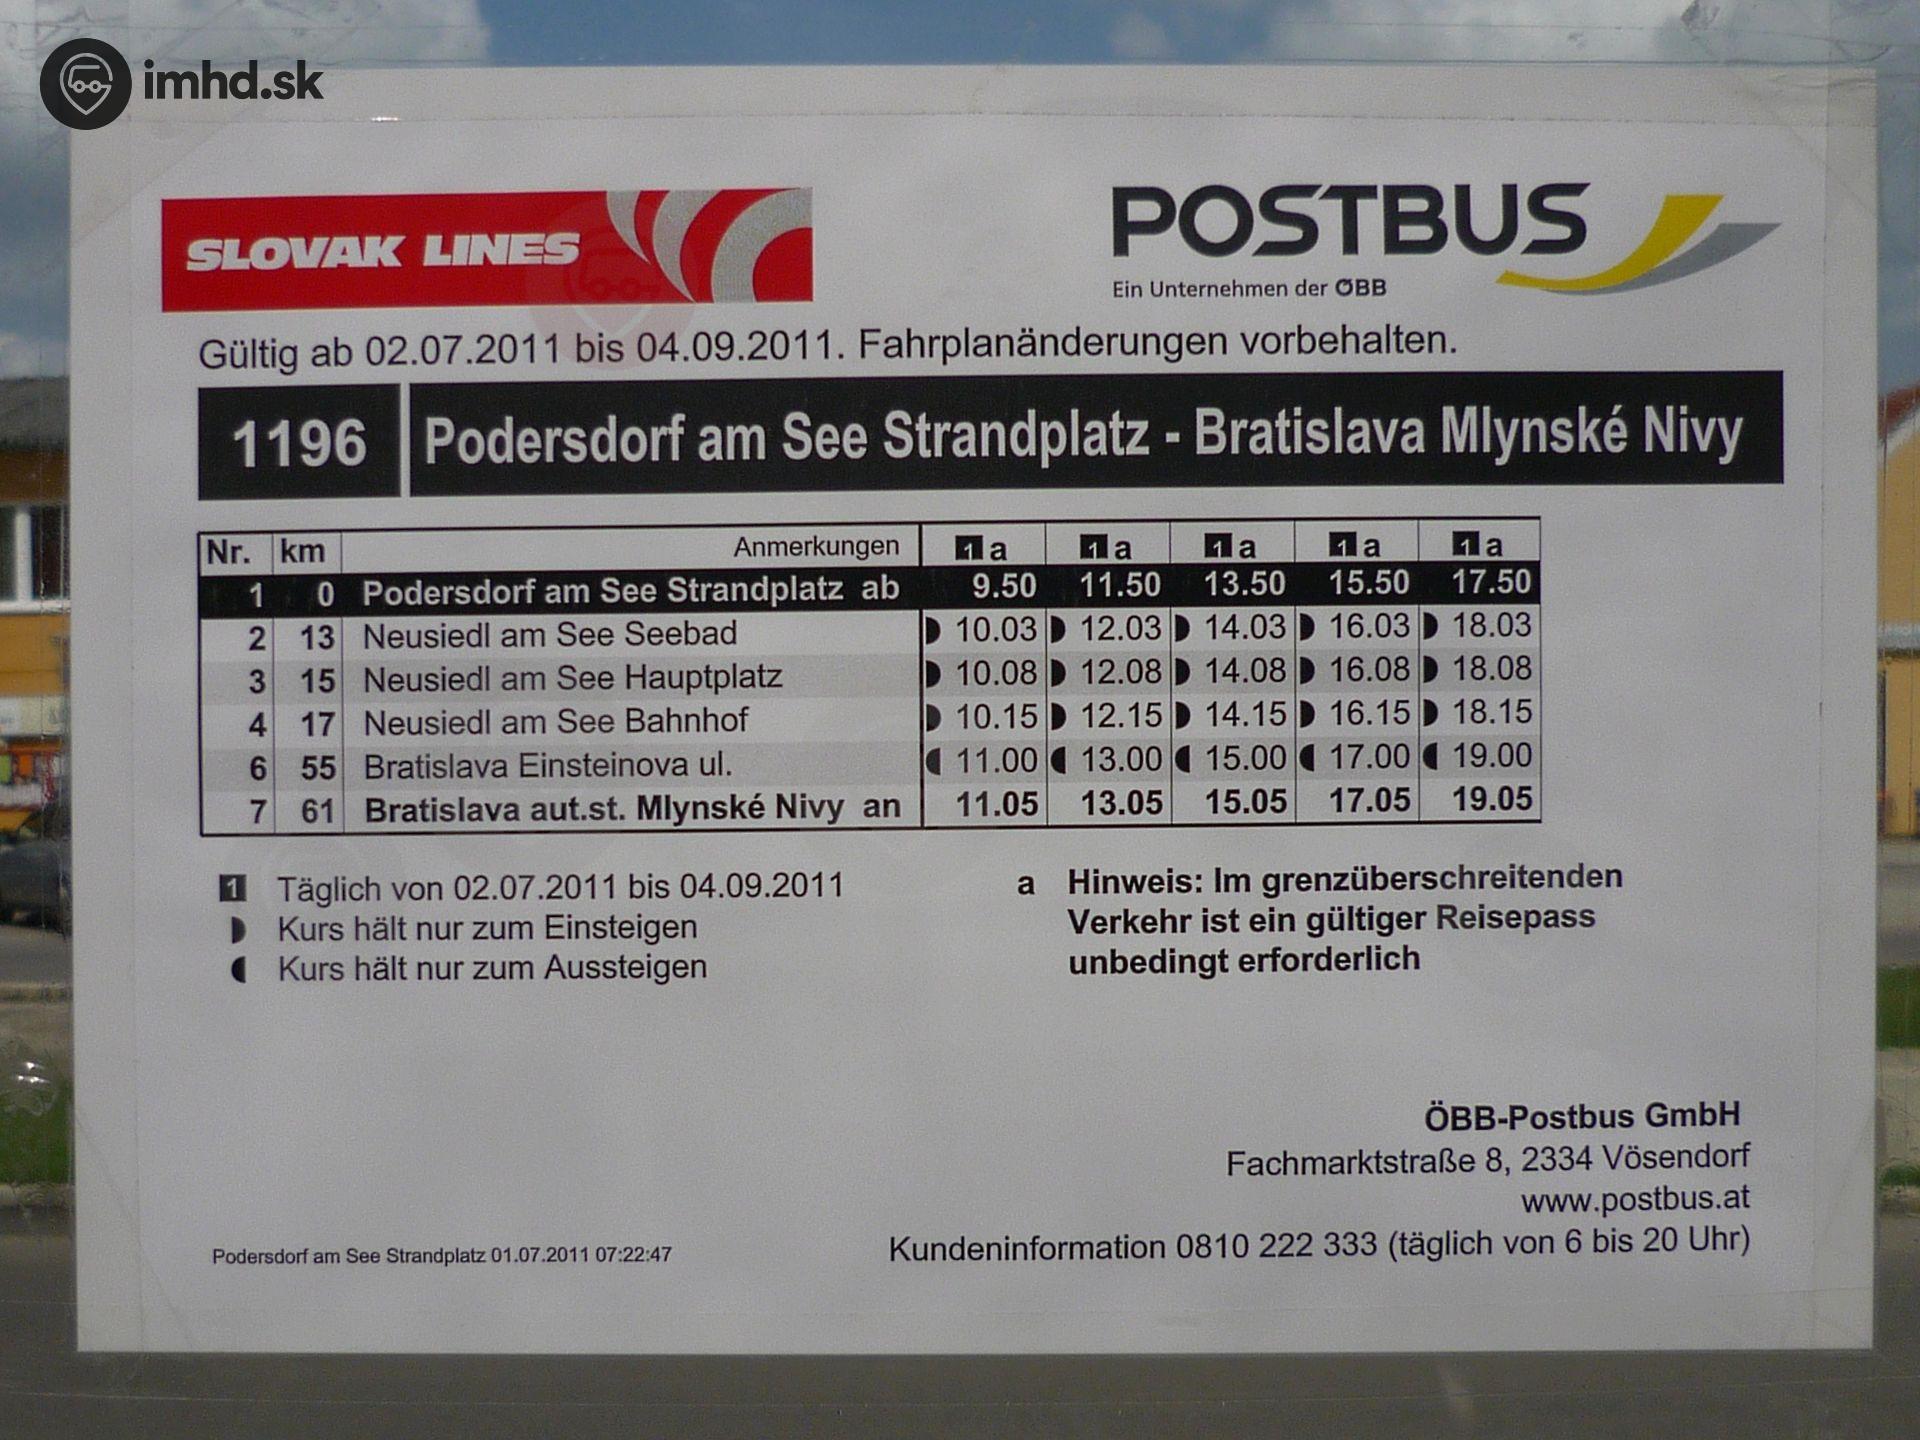 imhd.sk
SLOVAK LINES
POSTBUS
Ein Unternehmen der ÖBB
Gültig ab 02.07.2011 bis 04.09.2011. Fahrplanänderungen vorbehalten.
1196 Podersdorf am See Strandplatz - Bratislava Mlynské Nivy
Nr. km Anmerkungen 1 a 1 a 1 a 1 a 1 a
1 0 Podersdorf am See Strandplatz ab 9.50 11.50 13.50 15.50 17.50
2 13 Neusiedl am See Seebad 10.03 12.03 14.03 16.03 18.03
3 15 Neusiedl am See Hauptplatz 10.08 12.08 14.08 16.08 18.08
4 17 Neusiedl am See Bahnhof 10.15 12.15 14.15 16.15 18.15
6 55 Bratislava Einsteinova ul. 11.00 13.00 15.00 17.00 19.00
7 61 Bratislava aut.st. Mlynské Nivy an 11.05 13.05 15.05 17.05 19.05
1 Täglich von 02.07.2011 bis 04.09.2011
Kurs hält nur zum Einsteigen
Kurs hält nur zum Aussteigen
a Hinweis: Im grenzüberschreitenden
Verkehr ist ein gültiger Reisepass
unbedingt erforderlich
ÖBB-Postbus GmbH
Fachmarktstraße 8, 2334 Vösendorf
www.postbus.at
Kundeninformation 0810 222 333 (täglich von 6 bis 20 Uhr)
Podersdorf am See Strandplatz 01.07.2011 07:22:47